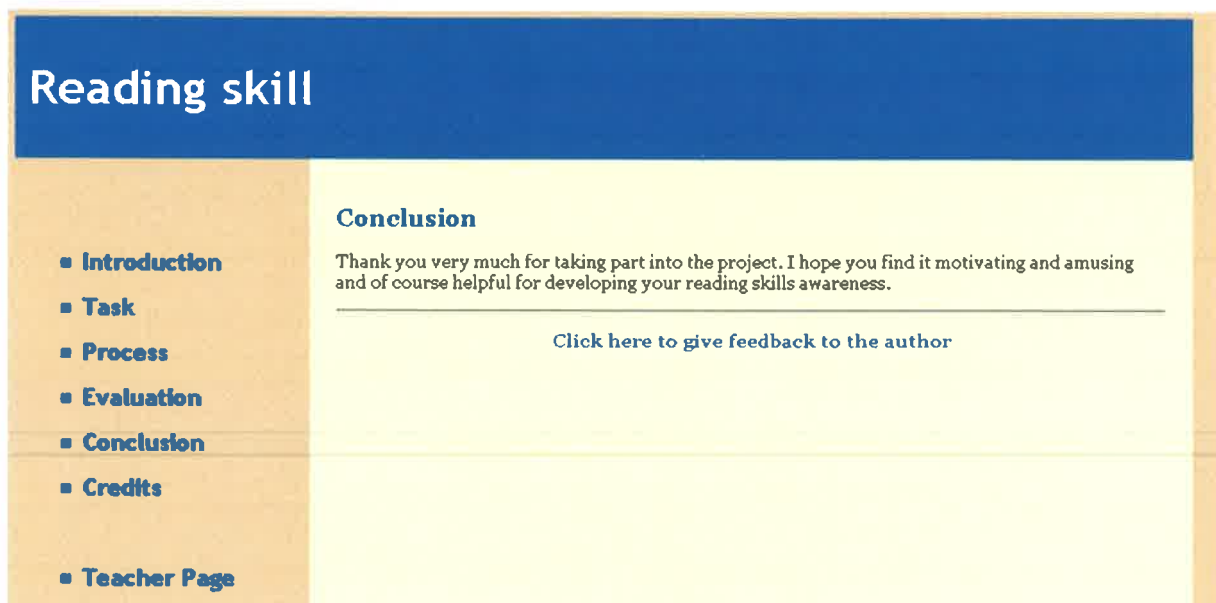 Reading skill
Introduction
Task
Process
Evaluation
Conclusion
Credits
Teacher Page
Conclusion
Thank you very much for taking part into the project. I hope you find it motivating and amusing
and of course helpful for developing your reading skills awareness.
Click here to give feedback to the author